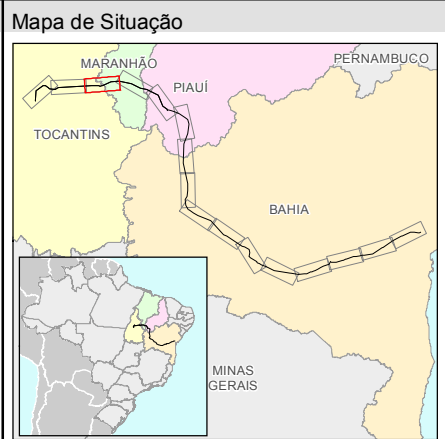 Mapa de Situação
PERNAMBUCO
MARANHÃO
PIAUÍ
TOCANTINS
BAHIA
MINAS
GERAIS